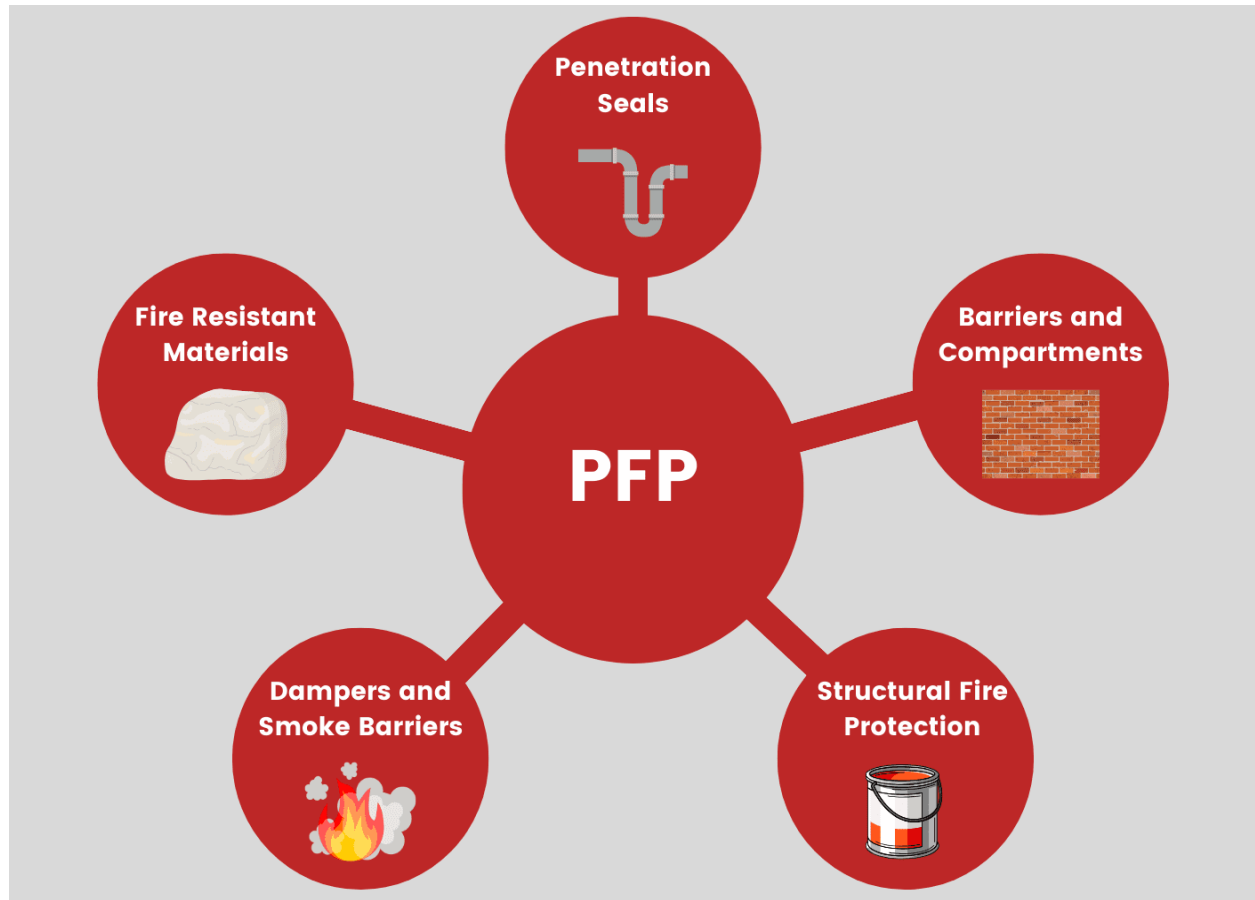 Penetration
Seals
Fire Resistant
Materials
Barriers and
Compartments
PFP
Dampers and
Smoke Barriers
Structural Fire
Protection